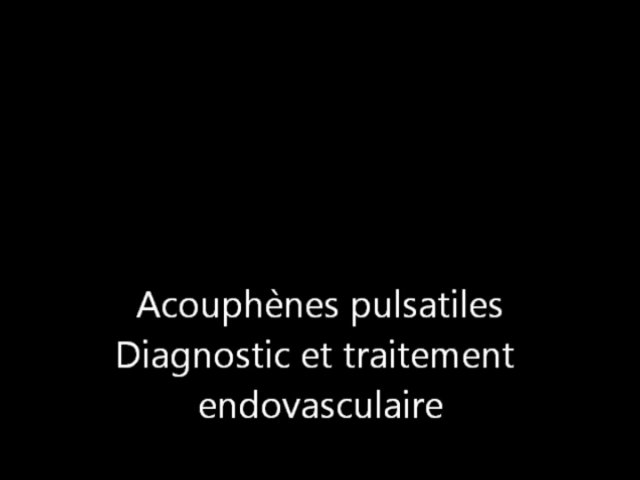 Acouphènes pulsatiles
Diagnostic et traitement
endovasculaire